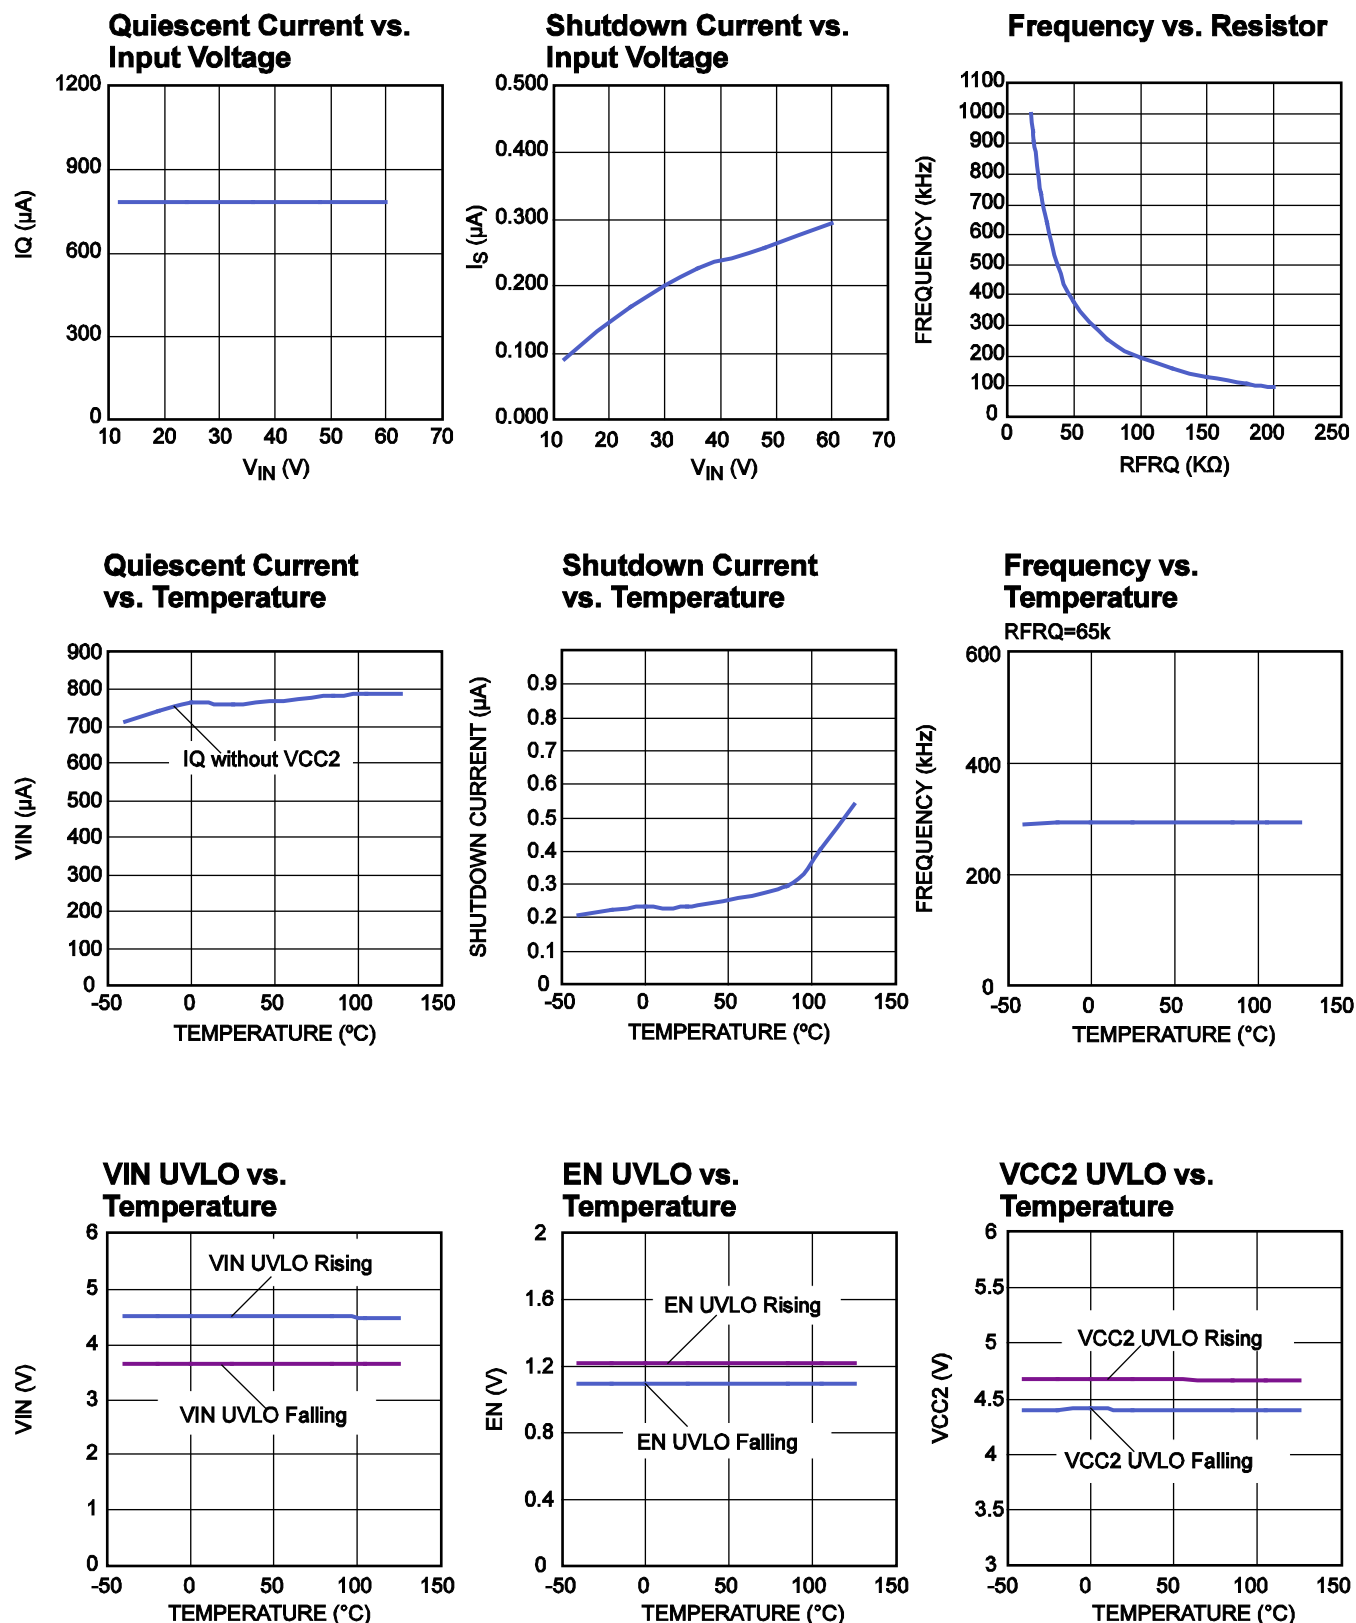 Quiescent Current vs.
Input Voltage
1200
900
600
300
0
10 20 30 40 50 60 70
IQ (µA)
VIN (V)
Shutdown Current vs.
Input Voltage
0.500
0.400
0.300
0.200
0.100
0.000
10 20 30 40 50 60 70
IS (µA)
VIN (V)
Frequency vs. Resistor
1100
1000
900
800
700
600
500
400
300
200
100
0
0 50 100 150 200 250
FREQUENCY (kHz)
RFRQ (KΩ)
Quiescent Current
vs. Temperature
900
800
700
600
500
400
300
200
100
0
-50 0 50 100 150
IQ without VCC2
VIN (µA)
TEMPERATURE (ºC)
Shutdown Current
vs. Temperature
0.9
0.8
0.7
0.6
0.5
0.4
0.3
0.2
0.1
0
-50 0 50 100 150
SHUTDOWN CURRENT (µA)
TEMPERATURE (ºC)
Frequency vs.
Temperature
RFRQ=65k
600
400
200
0
-50 0 50 100 150
FREQUENCY (kHz)
TEMPERATURE (°C)
VIN UVLO vs.
Temperature
6
5
4
3
2
1
0
-50 0 50 100 150
VIN UVLO Rising
VIN UVLO Falling
VIN (V)
TEMPERATURE (°C)
EN UVLO vs.
Temperature
2
1.6
1.2
0.8
0.4
0
-50 0 50 100 150
EN UVLO Rising
EN UVLO Falling
EN (V)
TEMPERATURE (°C)
VCC2 UVLO vs.
Temperature
6
5.5
5
4.5
4
3.5
3
-50 0 50 100 150
VCC2 UVLO Rising
VCC2 UVLO Falling
VCC2 (V)
TEMPERATURE (°C)